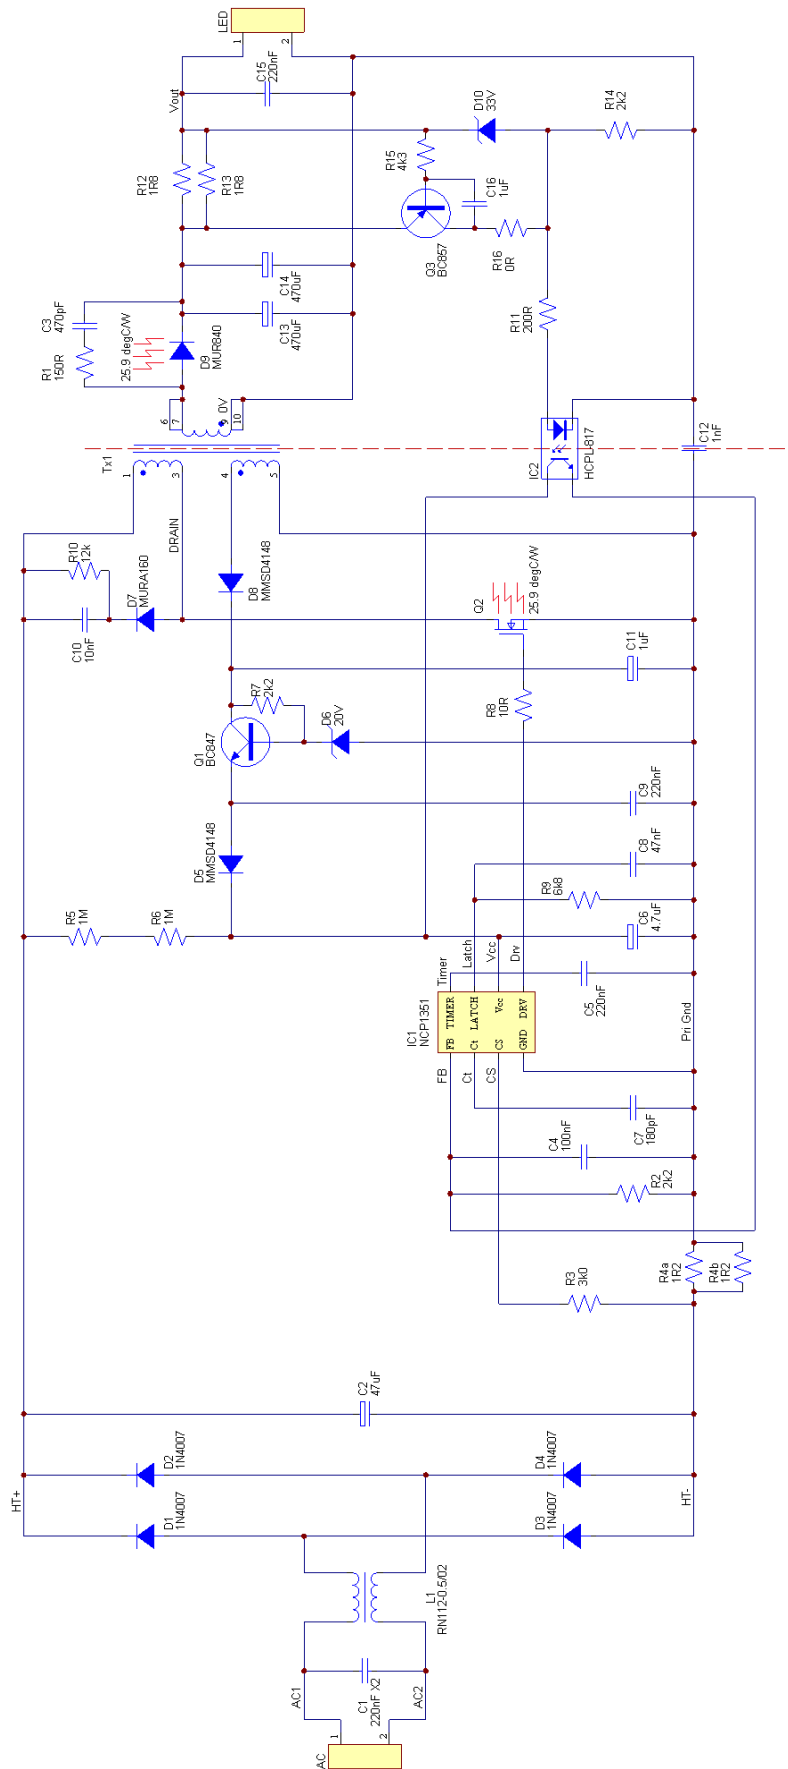 LED
1
2
C15
220nF
Vout
D10
33V
R14
2k2
R12
1R8
R13
1R8
R15
4k3
C16
1uF
Q3
BC857
R16
0R
C3
470pF
R1
150R
25.9 degC/W
D9
MUR840
C14
470uF
C13
470uF
R11
200R
6
7
9
10
0V
Tx1
1
3
4
5
IC2
HCPL-817
C12
1nF
DRAIN
R10
12k
C10
10nF
D7
MURA160
D8
MMSD4148
Q2
25.9 degC/W
C11
1uF
R7
2k2
Q1
BC847
D6
20V
R8
10R
D5
MMSD4148
C9
220nF
C8
47nF
R9
6k8
R5
1M
R6
1M
C6
4.7uF
Timer
Latch
Vcc
Drv
C5
220nF
IC1
NCP1351
FB TIMER
Ct LATCH
CS Vcc
GND DRV
Pri Gnd
FB
Ct
CS
C4
100nF
C7
180pF
R2
2k2
R3
3k0
R4a
1R2
R4b
1R2
C2
47uF
HT+
D2
1N4007
D1
1N4007
D4
1N4007
D3
1N4007
HT-
L1
RN112-0.5/02
AC1
C1
220nF X2
AC2
AC
1
2